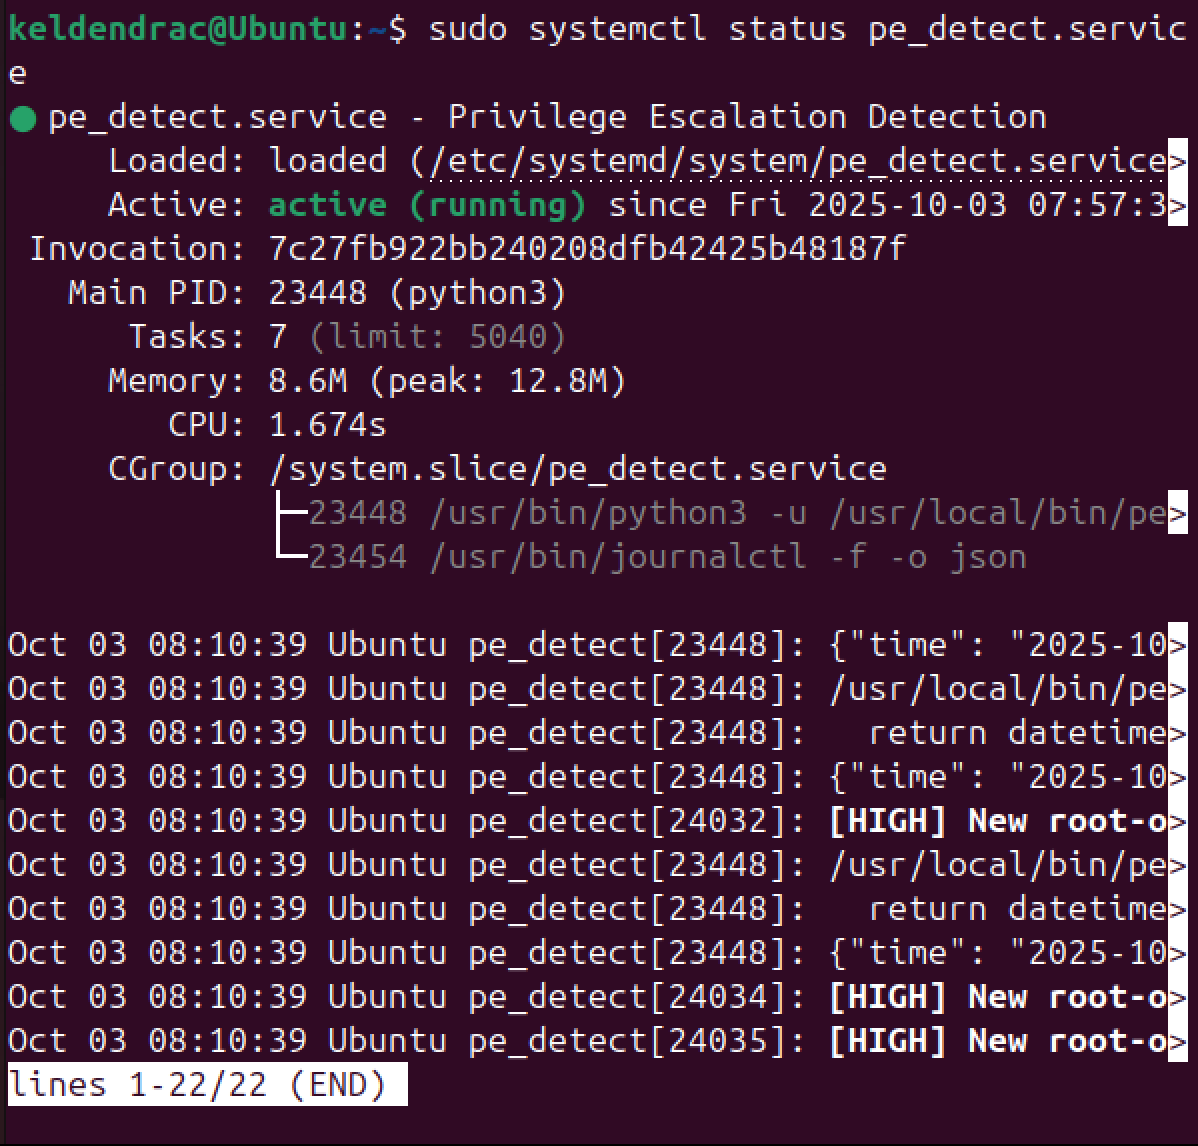 keldendrac@Ubuntu:~$ sudo systemctl status pe_detect.servic
e
● pe_detect.service - Privilege Escalation Detection
     Loaded: loaded (/etc/systemd/system/pe_detect.service>
     Active: active (running) since Fri 2025-10-03 07:57:3>
 Invocation: 7c27fb922bb240208dfb42425b48187f
   Main PID: 23448 (python3)
      Tasks: 7 (limit: 5040)
     Memory: 8.6M (peak: 12.8M)
        CPU: 1.674s
     CGroup: /system.slice/pe_detect.service
             ├─23448 /usr/bin/python3 -u /usr/local/bin/pe>
             └─23454 /usr/bin/journalctl -f -o json

Oct 03 08:10:39 Ubuntu pe_detect[23448]: {"time": "2025-10>
Oct 03 08:10:39 Ubuntu pe_detect[23448]: /usr/local/bin/pe>
Oct 03 08:10:39 Ubuntu pe_detect[23448]:   return datetime>
Oct 03 08:10:39 Ubuntu pe_detect[23448]: {"time": "2025-10>
Oct 03 08:10:39 Ubuntu pe_detect[24032]: [HIGH] New root-o>
Oct 03 08:10:39 Ubuntu pe_detect[23448]: /usr/local/bin/pe>
Oct 03 08:10:39 Ubuntu pe_detect[23448]:   return datetime>
Oct 03 08:10:39 Ubuntu pe_detect[23448]: {"time": "2025-10>
Oct 03 08:10:39 Ubuntu pe_detect[24034]: [HIGH] New root-o>
Oct 03 08:10:39 Ubuntu pe_detect[24035]: [HIGH] New root-o>
lines 1-22/22 (END)